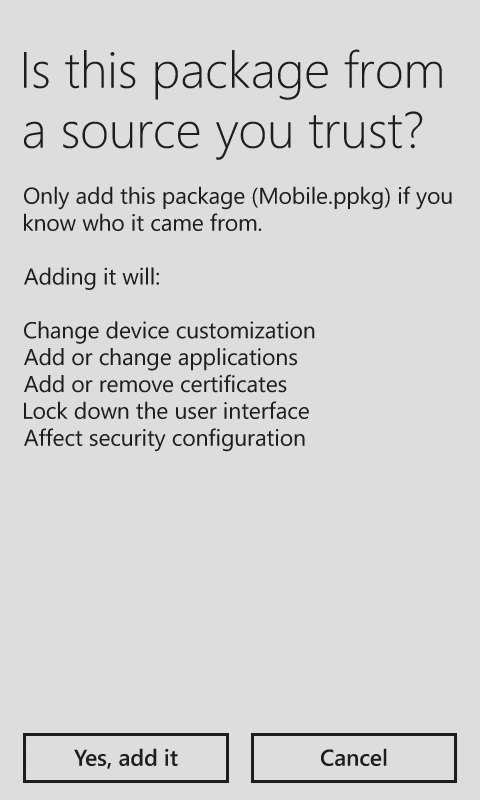 Is this package from
a source you trust?
Only add this package (Mobile.ppkg) if you
know who it came from.
Adding it will:
Change device customization
Add or change applications
Add or remove certificates
Lock down the user interface
Affect security configuration
Yes, add it
Cancel